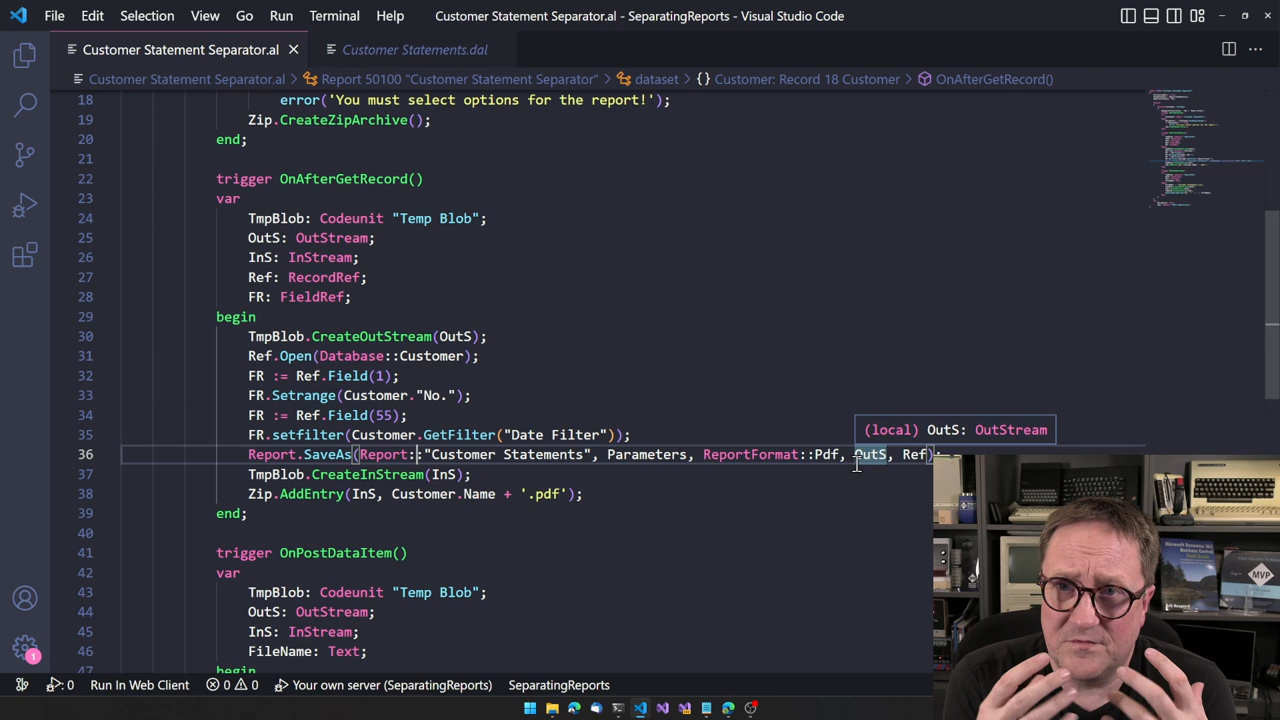 File Edit Selection View Go Run Terminal Help Customer Statement Separator.al - SeparatingReports - Visual Studio Code
Customer Statement Separator.al Customer Statements.dal
Customer Statement Separator.al > Report 50100 "Customer Statement Separator" > dataset > {} Customer: Record 18 Customer > OnAfterGetRecord()
18 error('You must select options for the report!');
19 Zip.CreateZipArchive();
20 end;
21
22 trigger OnAfterGetRecord()
23 var
24 TmpBlob: Codeunit "Temp Blob";
25 OutS: OutStream;
26 InS: InStream;
27 Ref: RecordRef;
28 FR: FieldRef;
29 begin
30 TmpBlob.CreateOutStream(OutS);
31 Ref.Open(Database::Customer);
32 FR := Ref.Field(1);
33 FR.Setrange(Customer."No.");
34 FR := Ref.Field(55);
(local) OutS: OutStream
35 FR.setfilter(Customer.GetFilter("Date Filter"));
36 Report.SaveAs(Report::"Customer Statements", Parameters, ReportFormat::Pdf, OutS, Ref);
37 TmpBlob.CreateInStream(InS);
38 Zip.AddEntry(InS, Customer.Name + '.pdf');
39 end;
40
41 trigger OnPostDataItem()
42 var
43 TmpBlob: Codeunit "Temp Blob";
44 OutS: OutStream;
45 InS: InStream;
46 FileName: Text;
47 begin
Microsoft Dynamics 365
Business Central
MVP
1
0 Run In Web Client 0 0 Your own server (SeparatingReports) SeparatingReports